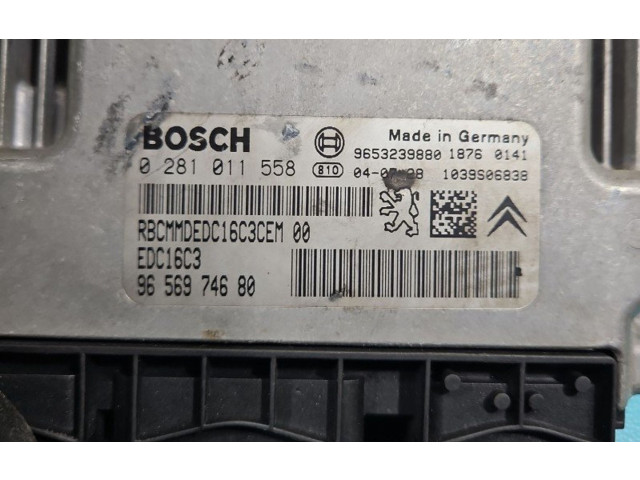 BOSCH
Made in Germany
9653239880 1876 0141
0 281 011 558
810
1039S06838
RBCMMDEDC16C3CEM 00
EDC16C3
96 569 746 80